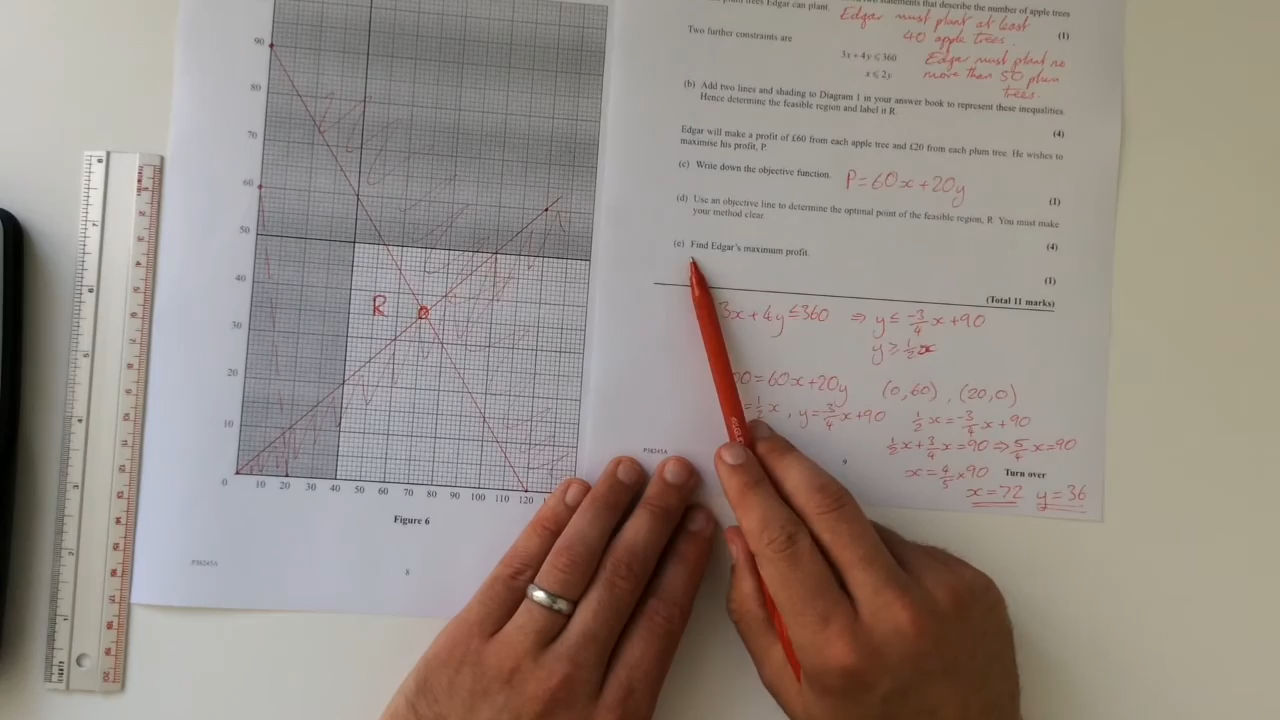 90
80
70
60
50
40
30
20
10
0
10 20 30 40 50 60 70 80 90 100 110 120
R
Figure 6
P38245A
8
statements that describe the number of apple trees
plum trees Edgar can plant.
Edgar must plant at least
40 apple trees.
(1)
Two further constraints are
3x + 4y ⩽ 360
x ⩽ 2y
Edgar must plant no
more than 50 plum
trees.
(b) Add two lines and shading to Diagram 1 in your answer book to represent these inequalities.
Hence determine the feasible region and label it R.
(4)
Edgar will make a profit of £60 from each apple tree and £20 from each plum tree. He wishes to
maximise his profit, P.
(c) Write down the objective function.
P=60x+20y
(1)
(d) Use an objective line to determine the optimal point of the feasible region, R. You must make
your method clear.
(4)
(e) Find Edgar's maximum profit.
(1)
(Total 11 marks)
3x+4y≤360 ⇒ y ≤ -3/4 x+90
y ≥ 1/2 x
=60x+20y (0,60), (20,0)
=1/2 x, y=3/4 x+90 1/2 x=-3/4 x+90
1/2 x+3/4 x=90 ⇒ 5/4 x=90
x=4/5 ×90
x=72 y=36
P38245A
9
Turn over